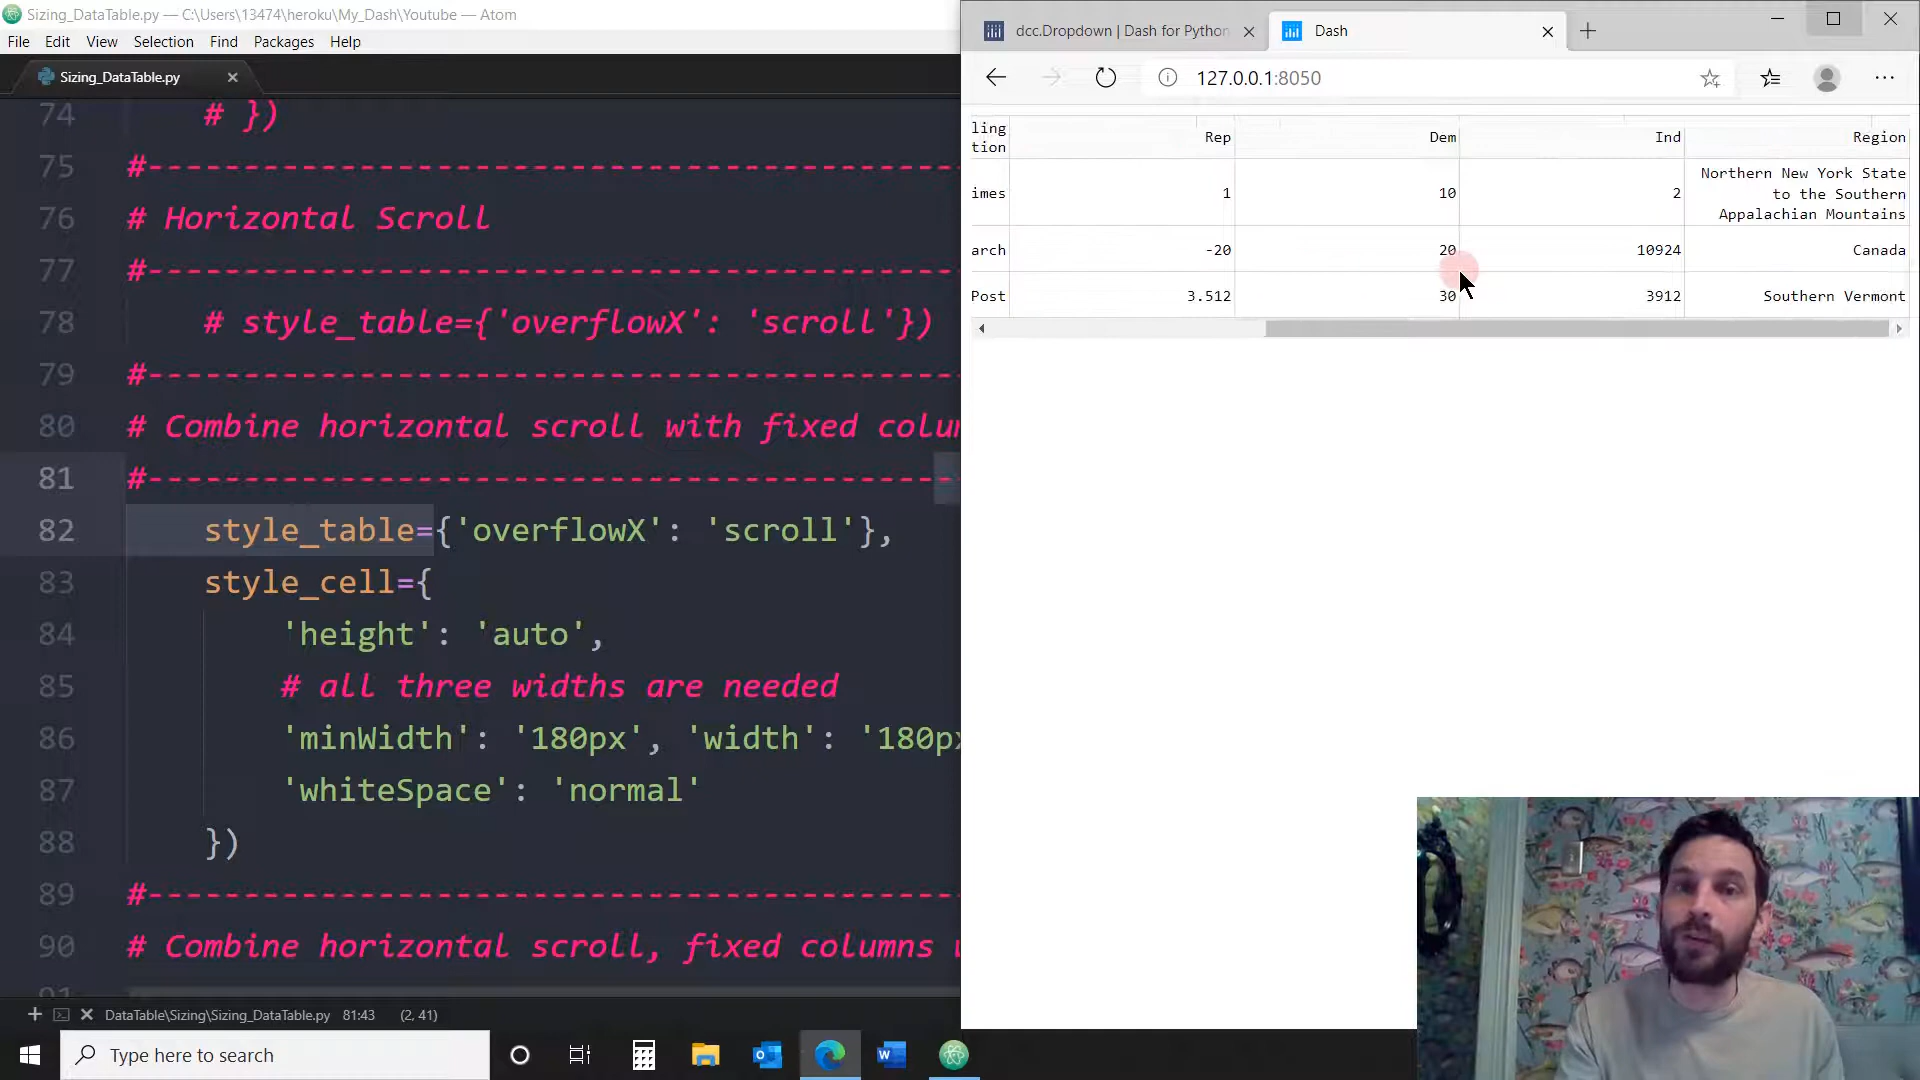 Sizing_DataTable.py — C:\Users\13474\heroku\My_Dash\Youtube — Atom
File Edit View Selection Find Packages Help
Sizing_DataTable.py
74 # })
75 #-------------------------------------------
76 # Horizontal Scroll
77 #-------------------------------------------
78 # style_table={'overflowX': 'scroll'})
79 #-------------------------------------------
80 # Combine horizontal scroll with fixed colum
81 #-------------------------------------------
82 style_table={'overflowX': 'scroll'},
83 style_cell={
84 'height': 'auto',
85 # all three widths are needed
86 'minWidth': '180px', 'width': '180px
87 'whiteSpace': 'normal'
88 })
89 #-------------------------------------------
90 # Combine horizontal scroll, fixed columns w
91
DataTable\Sizing\Sizing_DataTable.py 81:43 (2, 41)
Type here to search
dcc.Dropdown | Dash for Python
Dash
127.0.0.1:8050
ling
tion Rep Dem Ind Region
imes 1 10 2 Northern New York State
to the Southern
Appalachian Mountains
arch -20 20 10924 Canada
Post 3.512 30 3912 Southern Vermont